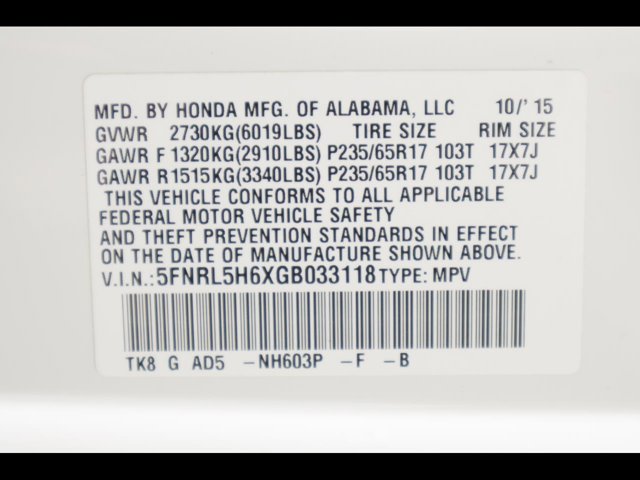 MFD. BY HONDA MFG. OF ALABAMA, LLC 10/'15
GVWR 2730KG(6019LBS) TIRE SIZE RIM SIZE
GAWR F 1320KG(2910LBS) P235/65R17 103T 17X7J
GAWR R 1515KG(3340LBS) P235/65R17 103T 17X7J
THIS VEHICLE CONFORMS TO ALL APPLICABLE
FEDERAL MOTOR VEHICLE SAFETY
AND THEFT PREVENTION STANDARDS IN EFFECT
ON THE DATE OF MANUFACTURE SHOWN ABOVE.
V.I.N.:5FNRL5H6XGB033118 TYPE: MPV
TK8 G AD5 -NH603P -F -B